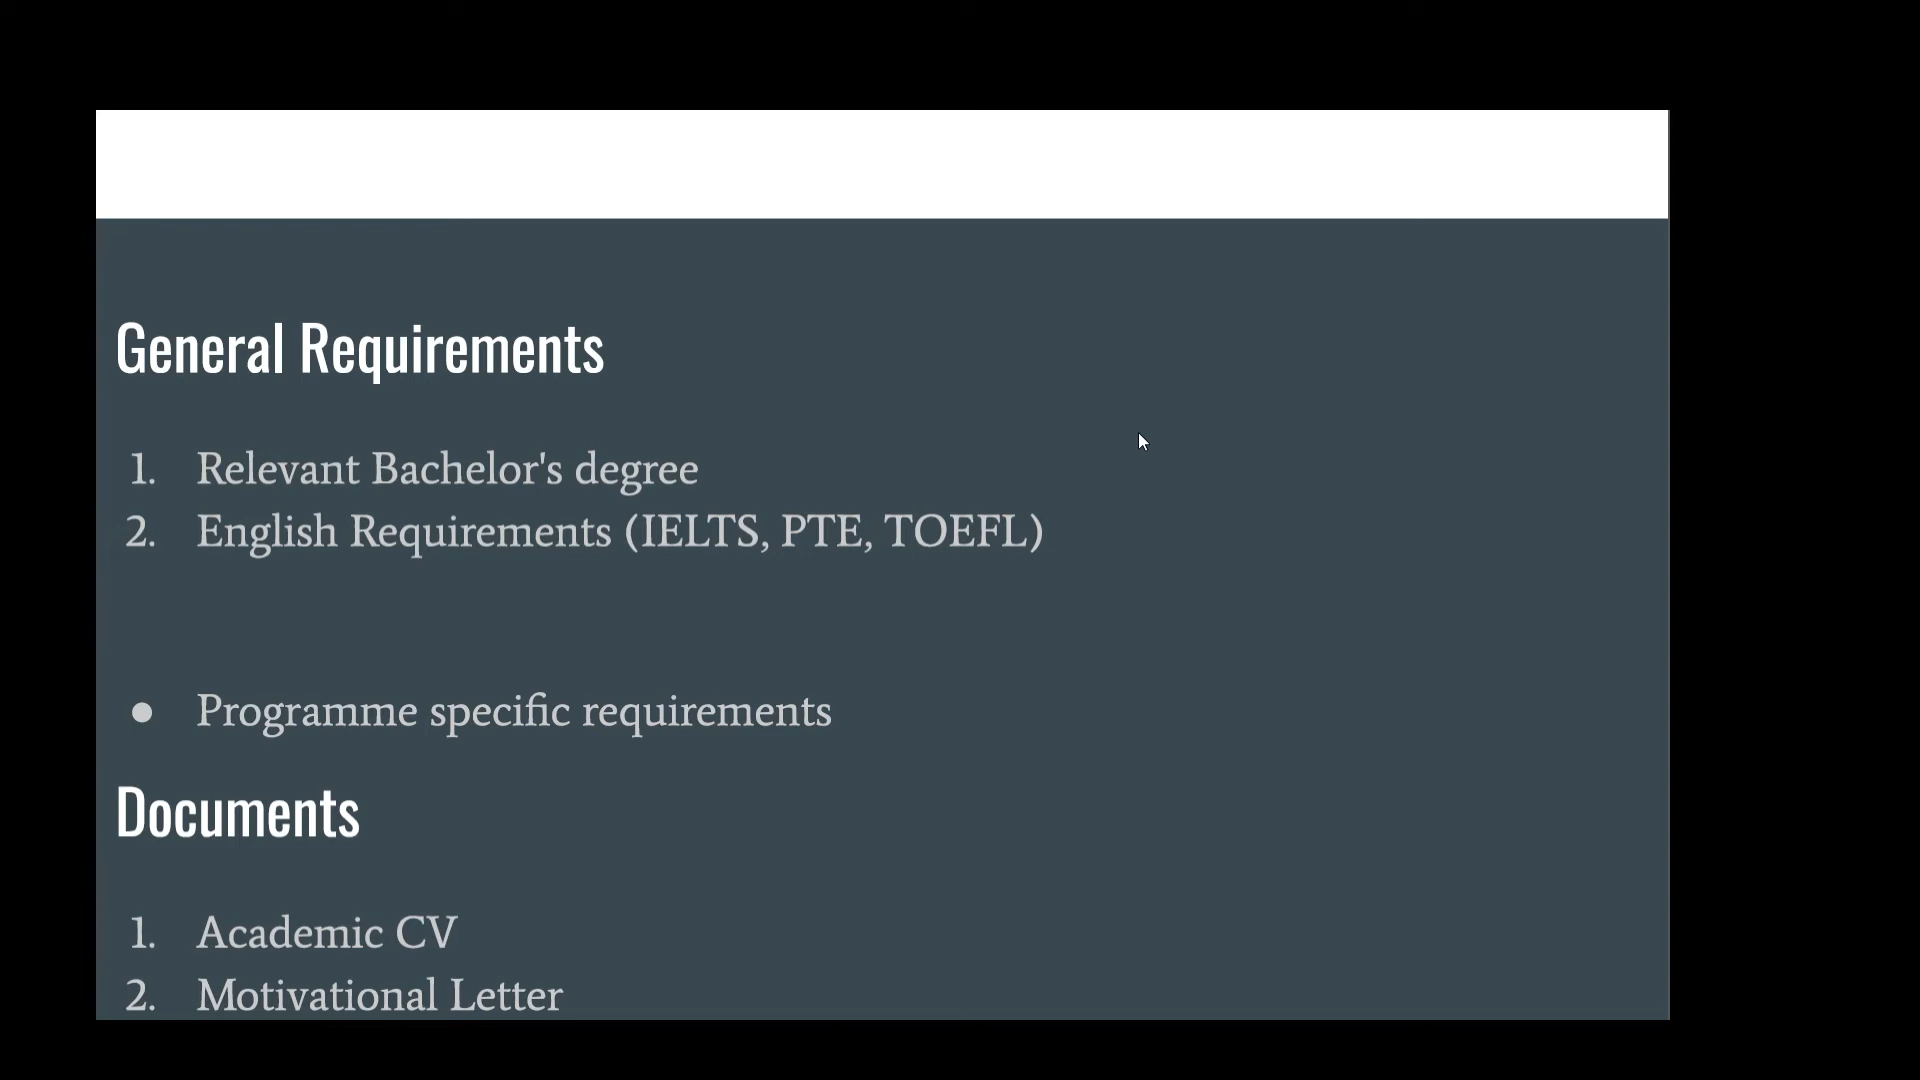 General Requirements
1. Relevant Bachelor's degree
2. English Requirements (IELTS, PTE, TOEFL)
● Programme specific requirements
Documents
1. Academic CV
2. Motivational Letter